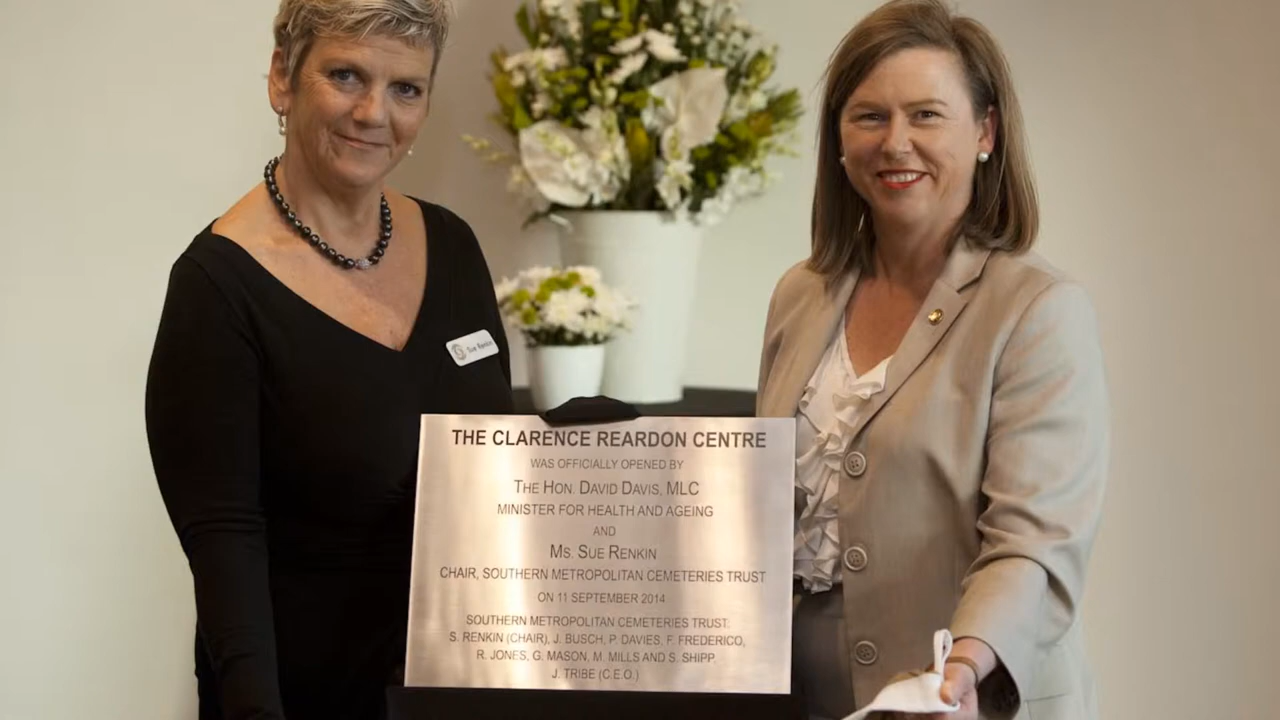 Sue Renkin
THE CLARENCE REARDON CENTRE
WAS OFFICIALLY OPENED BY
THE HON. DAVID DAVIS, MLC
MINISTER FOR HEALTH AND AGEING
AND
MS. SUE RENKIN
CHAIR, SOUTHERN METROPOLITAN CEMETERIES TRUST
ON 11 SEPTEMBER 2014
SOUTHERN METROPOLITAN CEMETERIES TRUST:
S. RENKIN (CHAIR), J. BUSCH, P. DAVIES, F. FREDERICO,
R. JONES, G. MASON, M. MILLS AND S. SHIPP
J. TRIBE (C.E.O.)